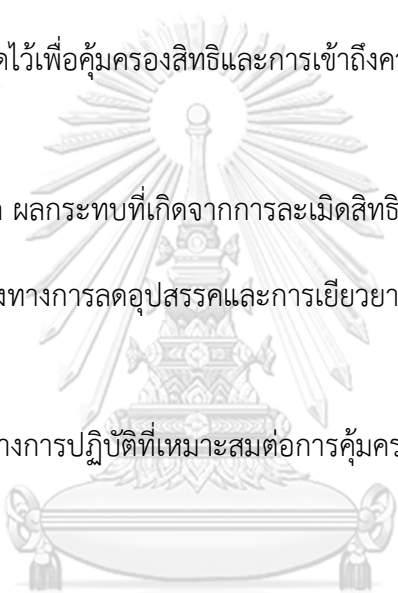 ดไว้เพื่อคุ้มครองสิทธิและการเข้าถึงคว
ผลกระทบที่เกิดจากการละเมิดสิทธิ
งทางการลดอุปสรรคและการเยียวยา
างการปฏิบัติที่เหมาะสมต่อการคุ้มคร